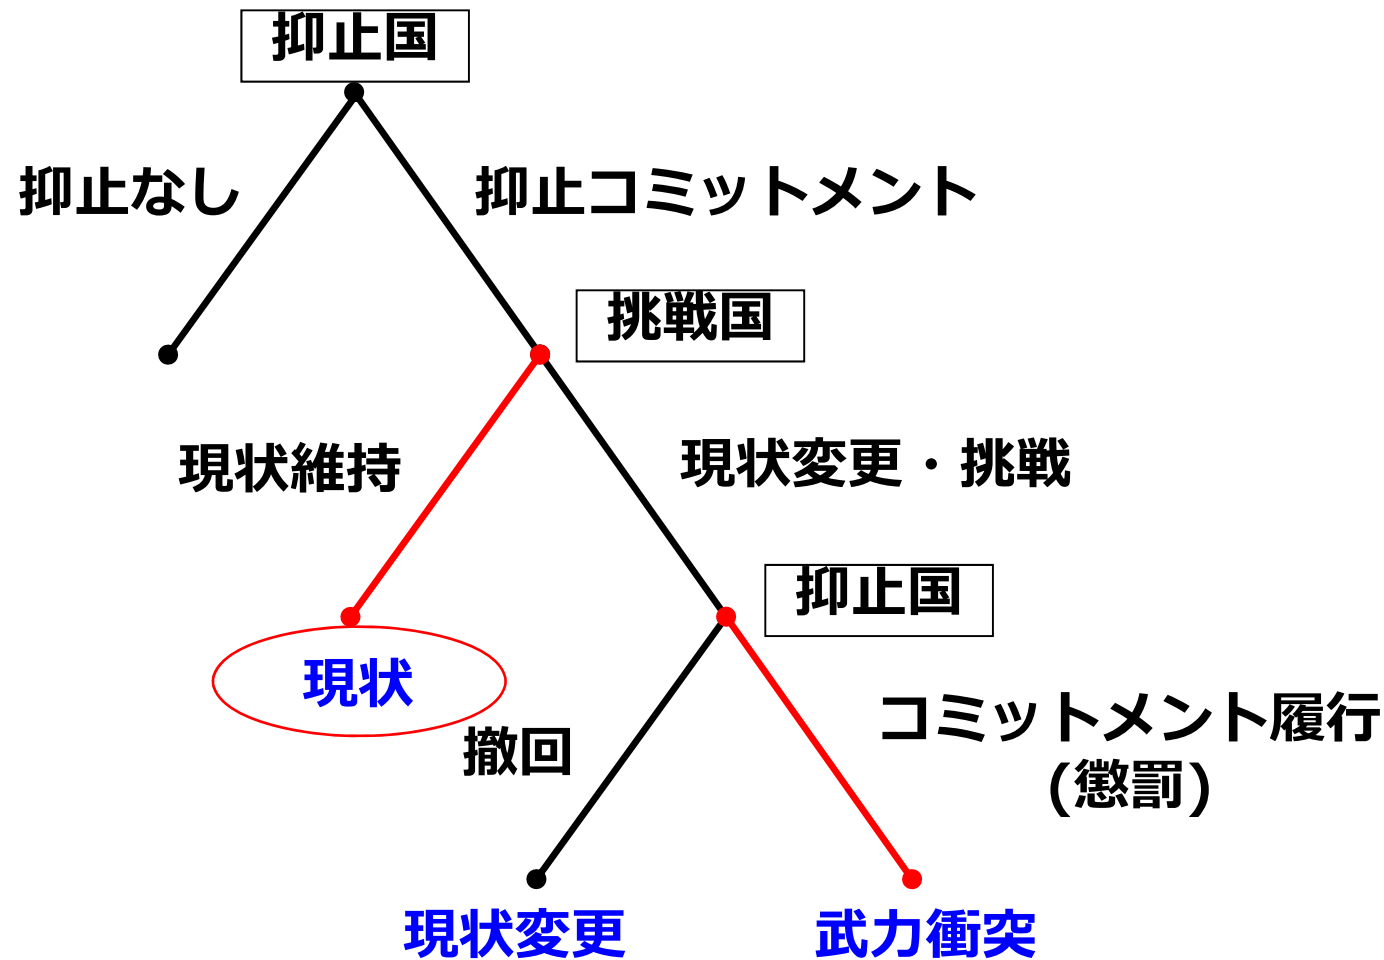 抑止国
抑止なし
抑止コミットメント
挑戦国
現状維持
現状変更・挑戦
抑止国
現状
撤回
コミットメント履行
(懲罰)
現状変更
武力衝突